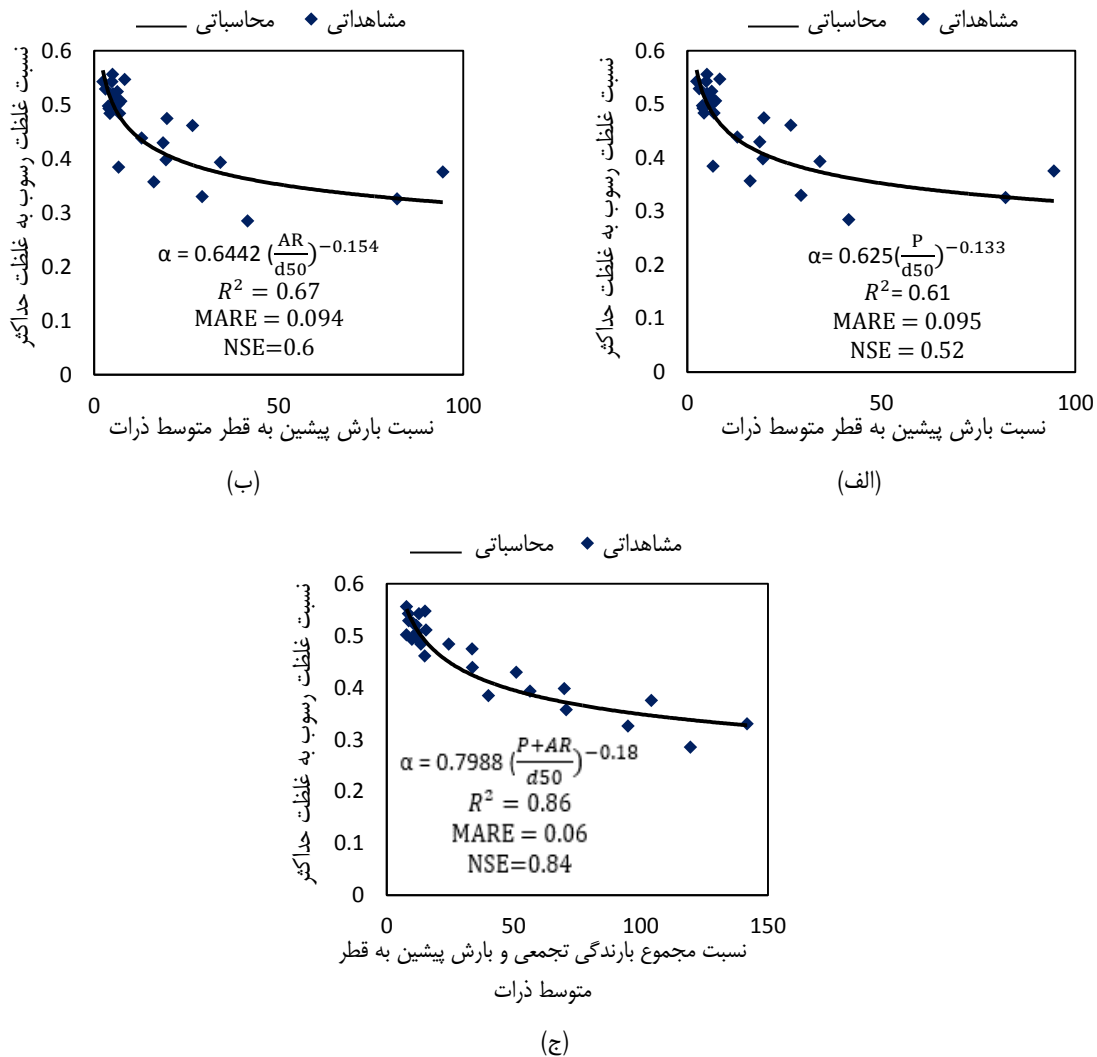 مشاهداتی محاسباتی
نسبت غلظت رسوب به غلظت حداکثر
0.6
0.5
0.4
0.3
0.2
0.1
0
α= 0.625(P/d50)^−0.133
R²= 0.61
MARE = 0.095
NSE = 0.52
0 50 100
نسبت بارش پیشین به قطر متوسط ذرات
(الف)
مشاهداتی محاسباتی
نسبت غلظت رسوب به غلظت حداکثر
0.6
0.5
0.4
0.3
0.2
0.1
0
α = 0.6442 (AR/d50)^−0.154
R² = 0.67
MARE = 0.094
NSE=0.6
0 50 100
نسبت بارش پیشین به قطر متوسط ذرات
(ب)
مشاهداتی محاسباتی
نسبت غلظت رسوب به غلظت حداکثر
0.6
0.5
0.4
0.3
0.2
0.1
0
α = 0.7988 (P+AR/d50)^−0.18
R² = 0.86
MARE = 0.06
NSE=0.84
0 50 100 150
نسبت مجموع بارندگی تجمعی و بارش پیشین به قطر
متوسط ذرات
(ج)